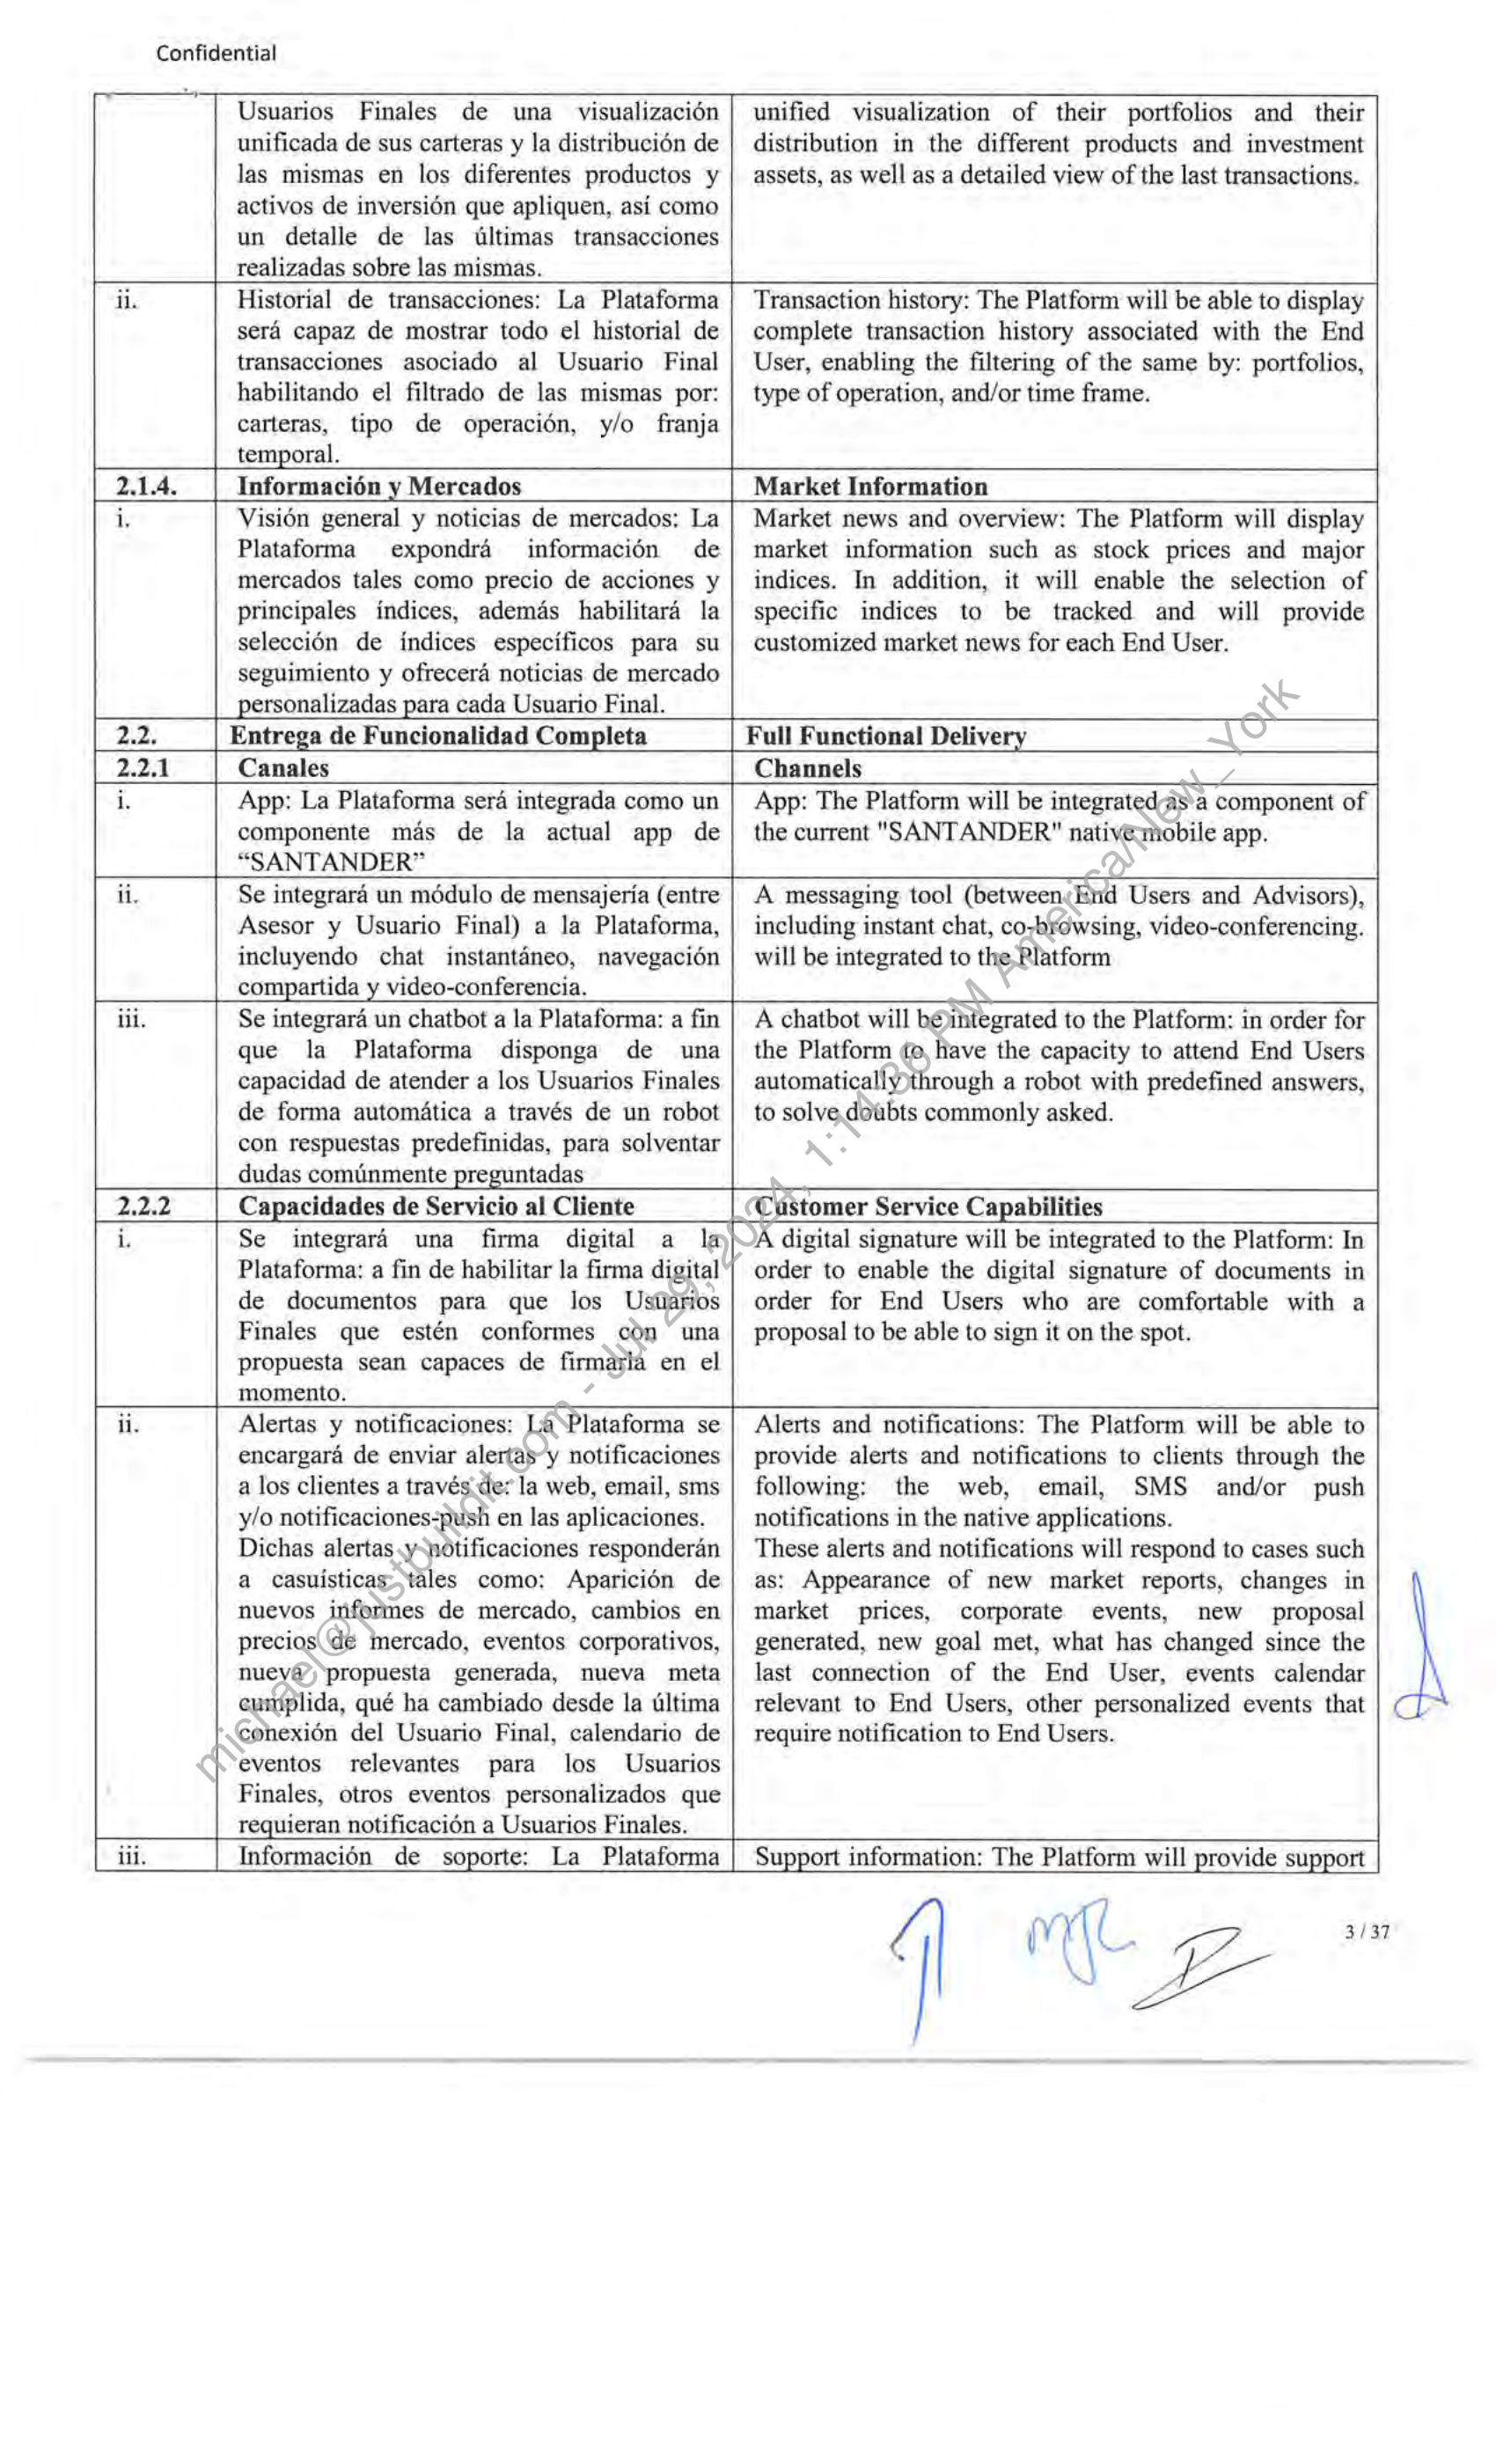 Confidential
Usuarios Finales de una visualización
unificada de sus carteras y la distribución de
las mismas en los diferentes productos y
activos de inversión que apliquen, así como
un detalle de las últimas transacciones
realizadas sobre las mismas.
unified visualization of their portfolios and their
distribution in the different products and investment
assets, as well as a detailed view of the last transactions.
ii.
Historial de transacciones: La Plataforma
será capaz de mostrar todo el historial de
transacciones asociado al Usuario Final
habilitando el filtrado de las mismas por:
carteras, tipo de operación, y/o franja
temporal.
Transaction history: The Platform will be able to display
complete transaction history associated with the End
User, enabling the filtering of the same by: portfolios,
type of operation, and/or time frame.
2.1.4.
Información y Mercados
Market Information
i.
Visión general y noticias de mercados: La
Plataforma expondrá información de
mercados tales como precio de acciones y
principales índices, además habilitará la
selección de índices específicos para su
seguimiento y ofrecerá noticias de mercado
personalizadas para cada Usuario Final.
Market news and overview: The Platform will display
market information such as stock prices and major
indices. In addition, it will enable the selection of
specific indices to be tracked and will provide
customized market news for each End User.
2.2.
Entrega de Funcionalidad Completa
Full Functional Delivery
2.2.1
Canales
Channels
i.
App: La Plataforma será integrada como un
componente más de la actual app de
“SANTANDER”
App: The Platform will be integrated as a component of
the current "SANTANDER" native mobile app.
ii.
Se integrará un módulo de mensajería (entre
Asesor y Usuario Final) a la Plataforma,
incluyendo chat instantáneo, navegación
compartida y video-conferencia.
A messaging tool (between End Users and Advisors),
including instant chat, co-browsing, video-conferencing.
will be integrated to the Platform
iii.
Se integrará un chatbot a la Plataforma: a fin
que la Plataforma disponga de una
capacidad de atender a los Usuarios Finales
de forma automática a través de un robot
con respuestas predefinidas, para solventar
dudas comúnmente preguntadas
A chatbot will be integrated to the Platform: in order for
the Platform to have the capacity to attend End Users
automatically through a robot with predefined answers,
to solve doubts commonly asked.
2.2.2
Capacidades de Servicio al Cliente
Customer Service Capabilities
i.
Se integrará una firma digital a la
Plataforma: a fin de habilitar la firma digital
de documentos para que los Usuarios
Finales que estén conformes con una
propuesta sean capaces de firmarla en el
momento.
A digital signature will be integrated to the Platform: In
order to enable the digital signature of documents in
order for End Users who are comfortable with a
proposal to be able to sign it on the spot.
ii.
Alertas y notificaciones: La Plataforma se
encargará de enviar alertas y notificaciones
a los clientes a través de: la web, email, sms
y/o notificaciones-push en las aplicaciones.
Dichas alertas y notificaciones responderán
a casuísticas tales como: Aparición de
nuevos informes de mercado, cambios en
precios de mercado, eventos corporativos,
nueva propuesta generada, nueva meta
cumplida, qué ha cambiado desde la última
conexión del Usuario Final, calendario de
eventos relevantes para los Usuarios
Finales, otros eventos personalizados que
requieran notificación a Usuarios Finales.
Alerts and notifications: The Platform will be able to
provide alerts and notifications to clients through the
following: the web, email, SMS and/or push
notifications in the native applications.
These alerts and notifications will respond to cases such
as: Appearance of new market reports, changes in
market prices, corporate events, new proposal
generated, new goal met, what has changed since the
last connection of the End User, events calendar
relevant to End Users, other personalized events that
require notification to End Users.
iii.
Información de soporte: La Plataforma
Support information: The Platform will provide support
3 / 37
michael@justbuildit.com - Jul 29, 2024, 1:14:36 PM America/New_York